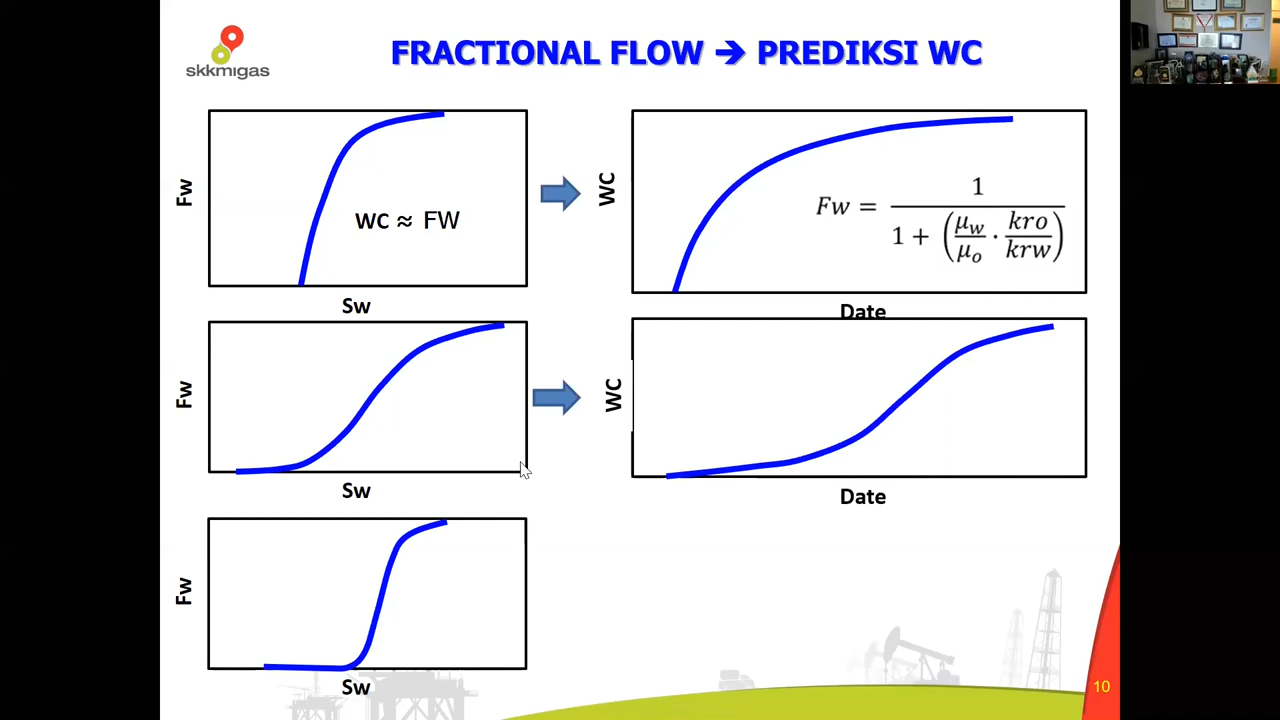 skkmigas
FRACTIONAL FLOW → PREDIKSI WC
Fw
WC ≈ FW
Sw
WC
Fw = 1 / (1 + (μw/μo · kro/krw))
Date
Fw
Sw
WC
Date
Fw
Sw
10